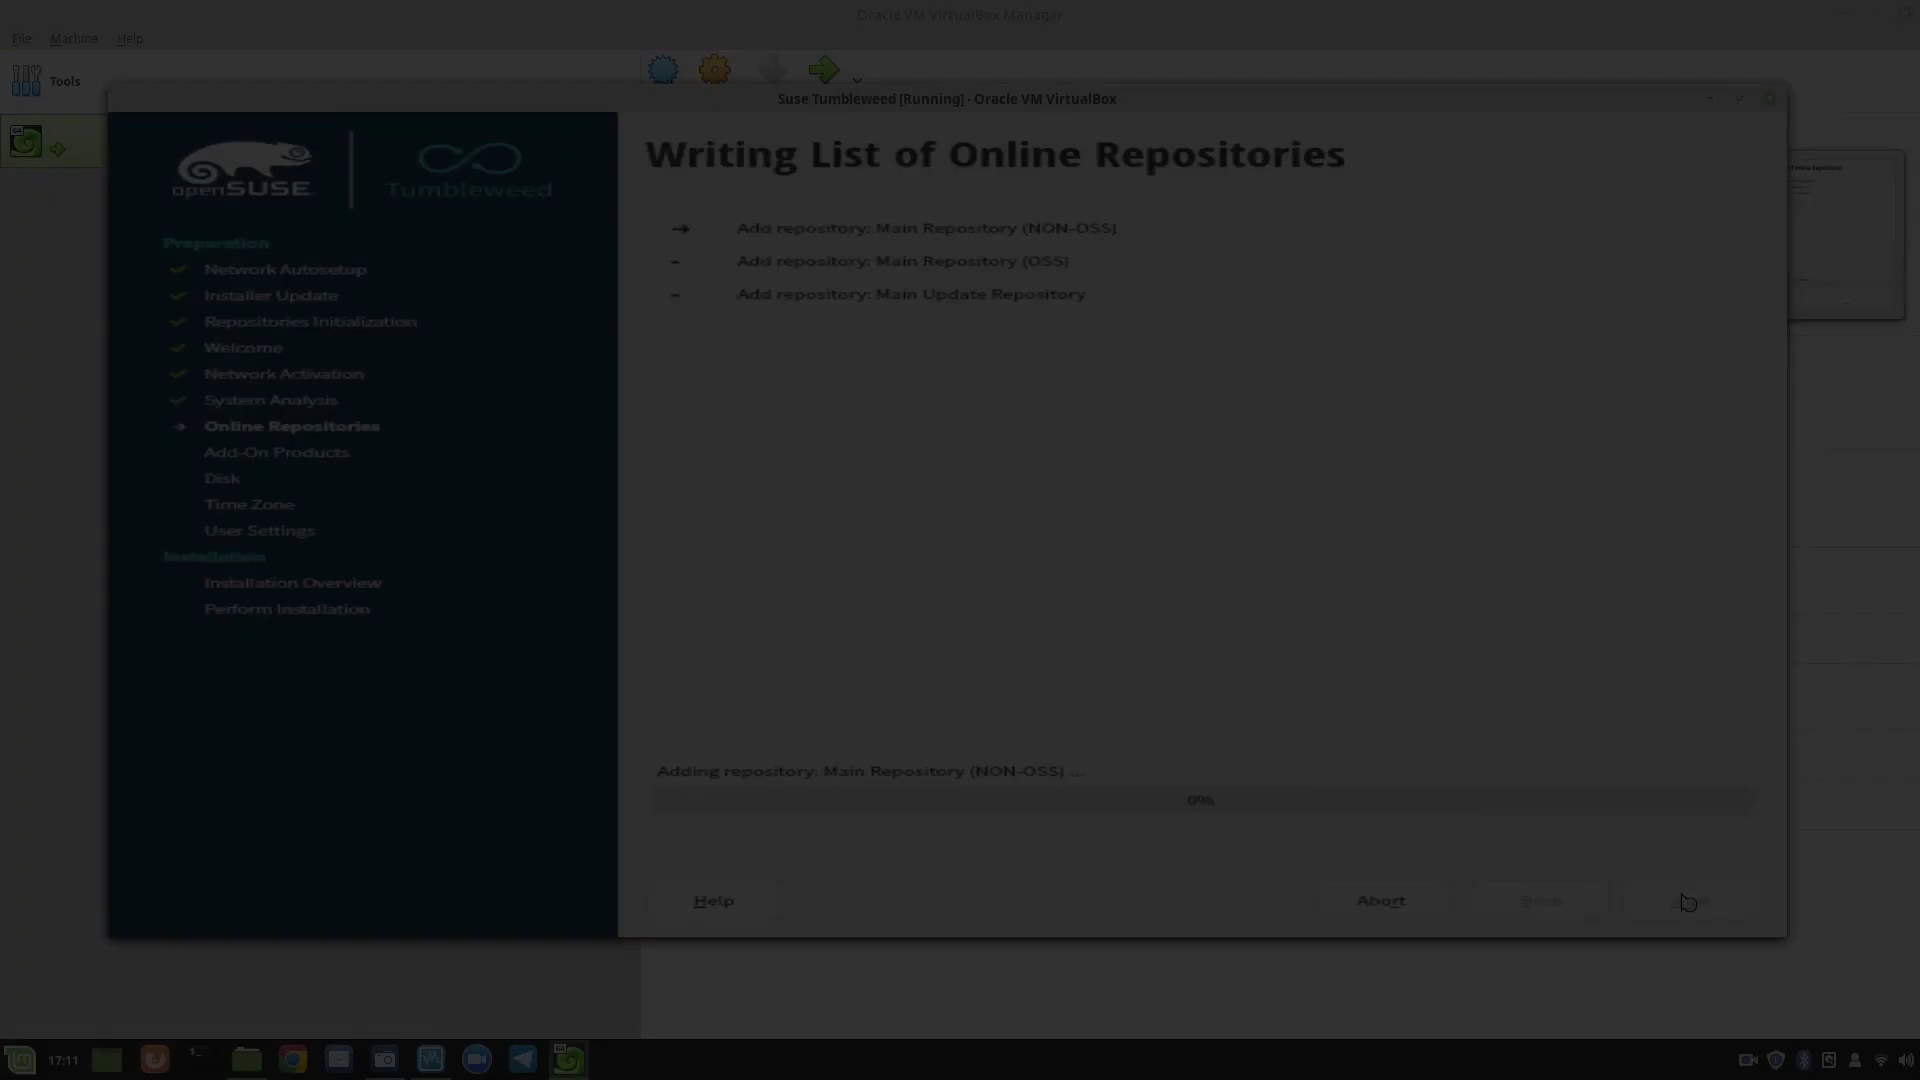 Oracle VM VirtualBox Manager
File Machine Help
Tools
Suse Tumbleweed [Running] - Oracle VM VirtualBox
64
openSUSE
Tumbleweed
Preparation
Network Autosetup
Installer Update
Repositories Initialization
Welcome
Network Activation
System Analysis
Online Repositories
Add-On Products
Disk
Time Zone
User Settings
Installation
Installation Overview
Perform Installation
Writing List of Online Repositories
Add repository: Main Repository (NON-OSS)
Add repository: Main Repository (OSS)
Add repository: Main Update Repository
Adding repository: Main Repository (NON-OSS) ...
0%
Help
Abort
Back
17:11